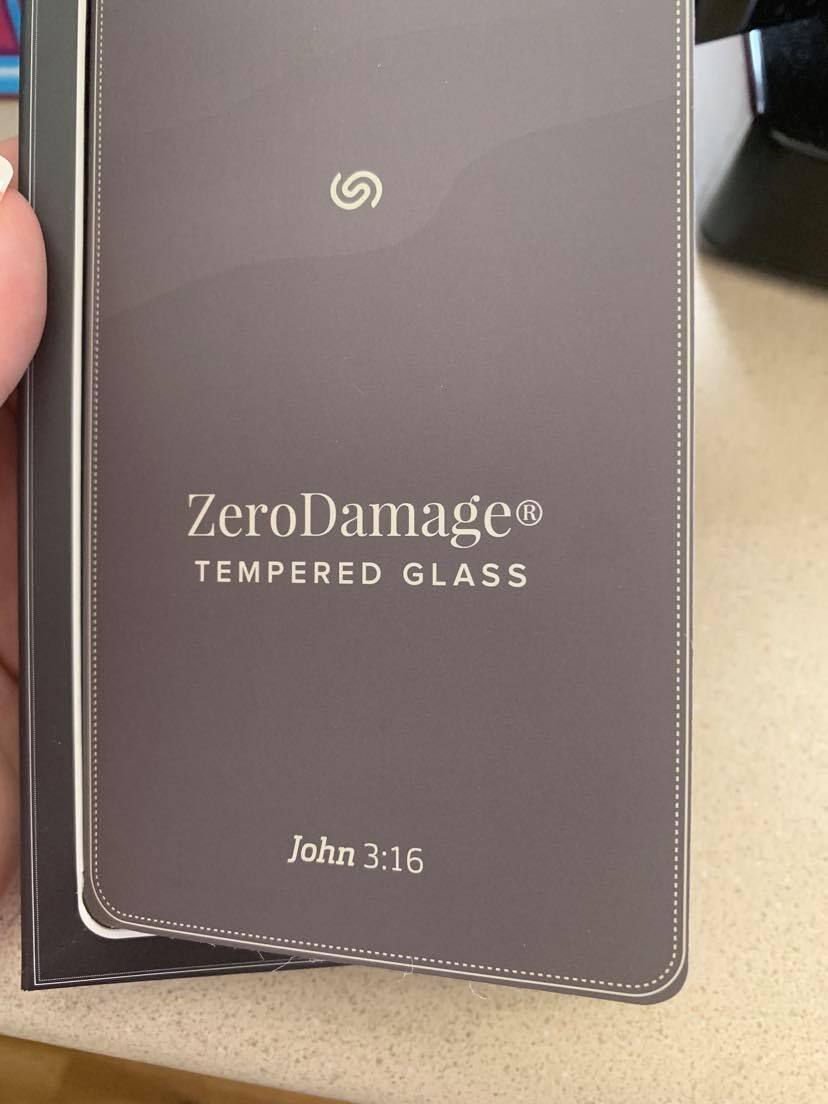 ZeroDamage®
TEMPERED GLASS
John 3:16